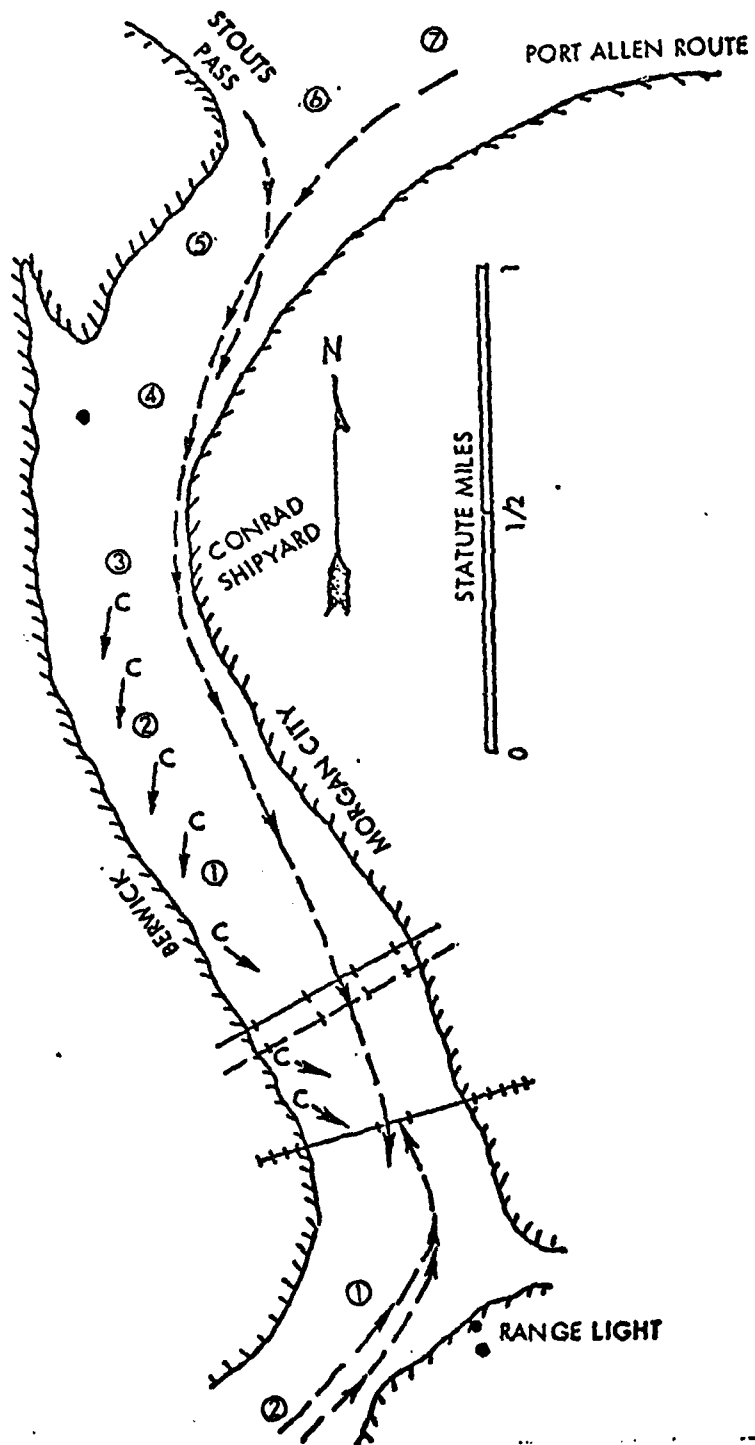 STOUTS
PASS
⑦
PORT ALLEN ROUTE
⑥
⑤
N
④
1
CONRAD
SHIPYARD
STATUTE MILES
1/2
③
C
C
②
C
MORGAN CITY
0
C
①
BERWICK
C
C
C
①
RANGE LIGHT
②